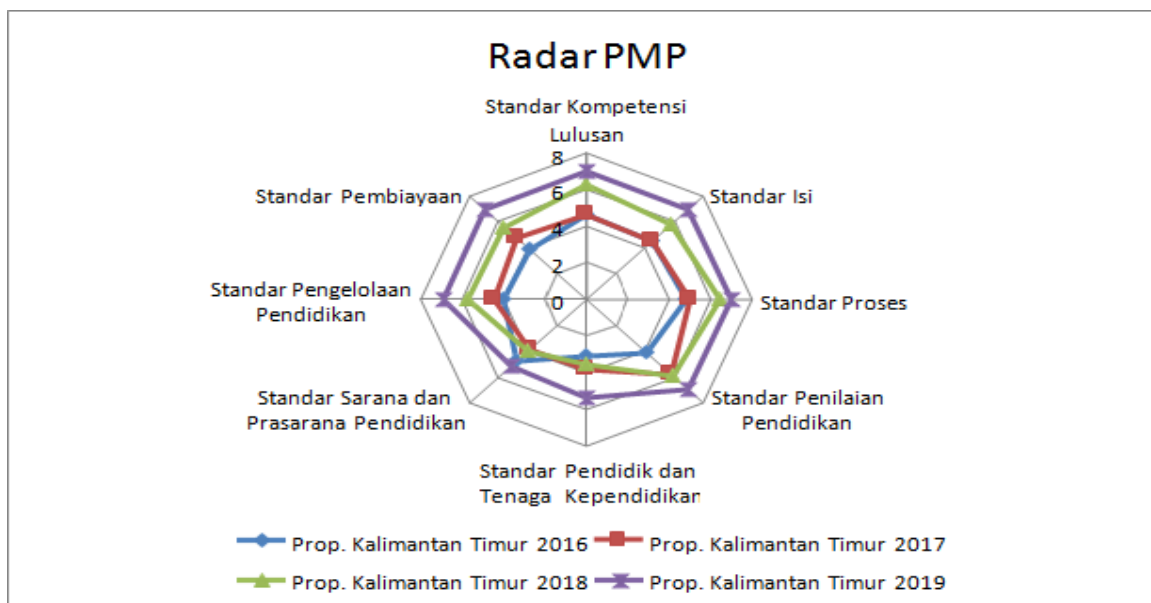 Radar PMP
Standar Kompetensi
Lulusan
8
6
4
2
0
Standar Isi
Standar Proses
Standar Penilaian
Pendidikan
Standar Pendidik dan
Tenaga Kependidikan
Standar Sarana dan
Prasarana Pendidikan
Standar Pengelolaan
Pendidikan
Standar Pembiayaan
Prop. Kalimantan Timur 2016
Prop. Kalimantan Timur 2017
Prop. Kalimantan Timur 2018
Prop. Kalimantan Timur 2019